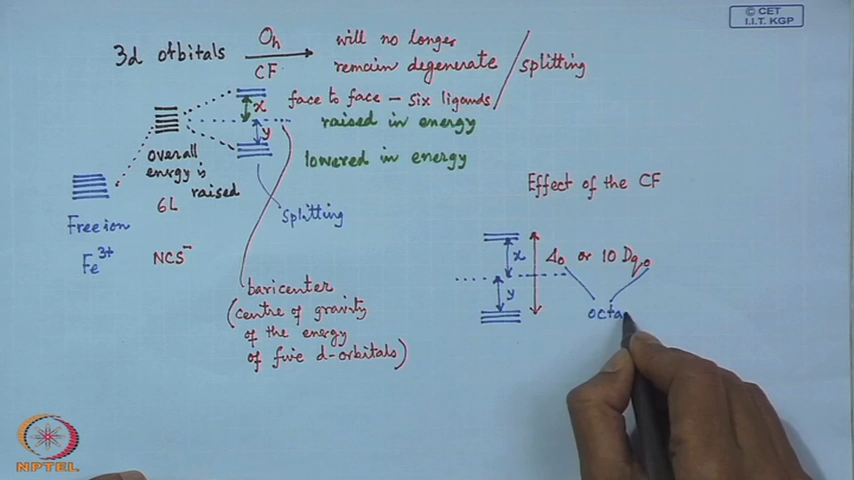 © CET
I.I.T. KGP
3d orbitals Oh CF will no longer
remain degenerate / splitting
x face to face - six ligands
raised in energy
y lowered in energy
overall
energy is
raised
6L
Free ion
Fe3+ NCS-
splitting
baricenter
(centre of gravity
of the energy
of five d-orbitals)
Effect of the CF
x Δo or 10 Dqo
y
octa
NPTEL